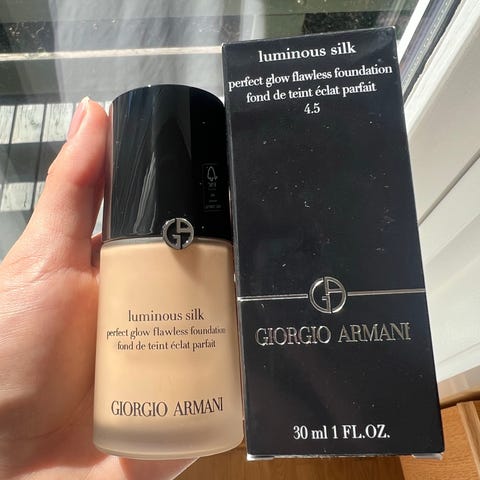 luminous silk
perfect glow flawless foundation
fond de teint éclat parfait
4.5
GIORGIO ARMANI
30 ml 1 FL.OZ.
luminous silk
perfect glow flawless foundation
fond de teint éclat parfait
GIORGIO ARMANI